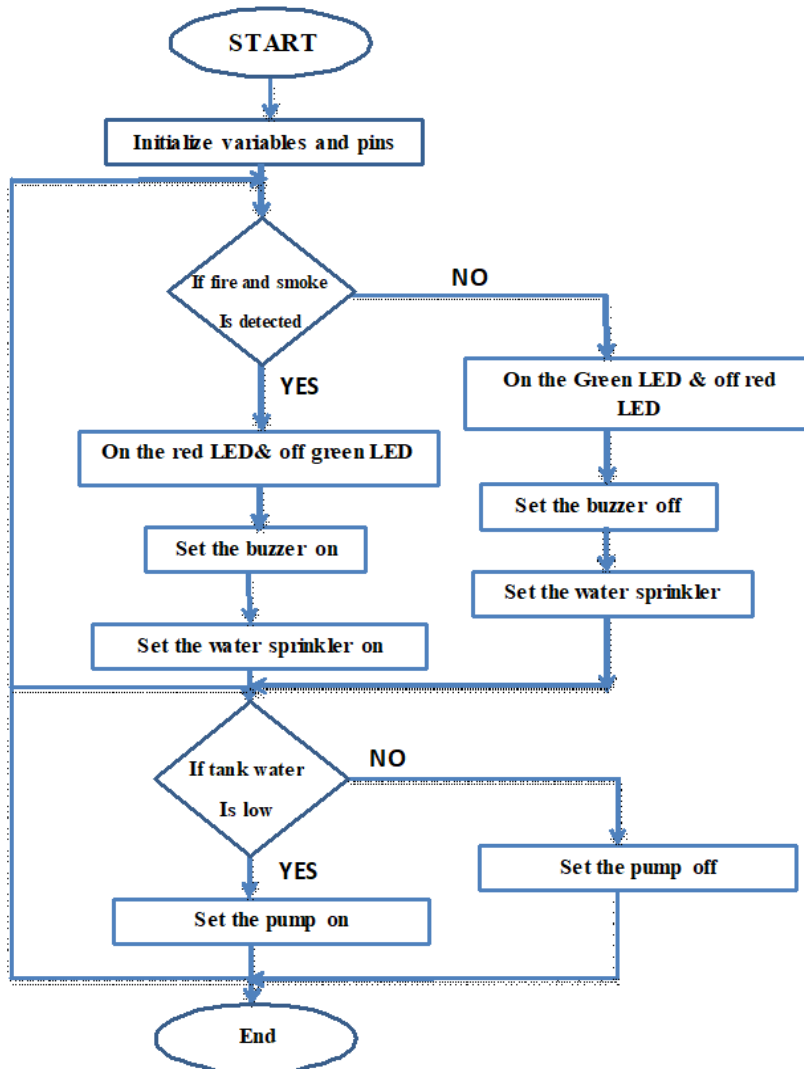 START
Initialize variables and pins
If fire and smoke
Is detected
NO
YES
On the Green LED & off red
LED
On the red LED& off green LED
Set the buzzer off
Set the buzzer on
Set the water sprinkler
Set the water sprinkler on
If tank water
Is low
NO
YES
Set the pump off
Set the pump on
End